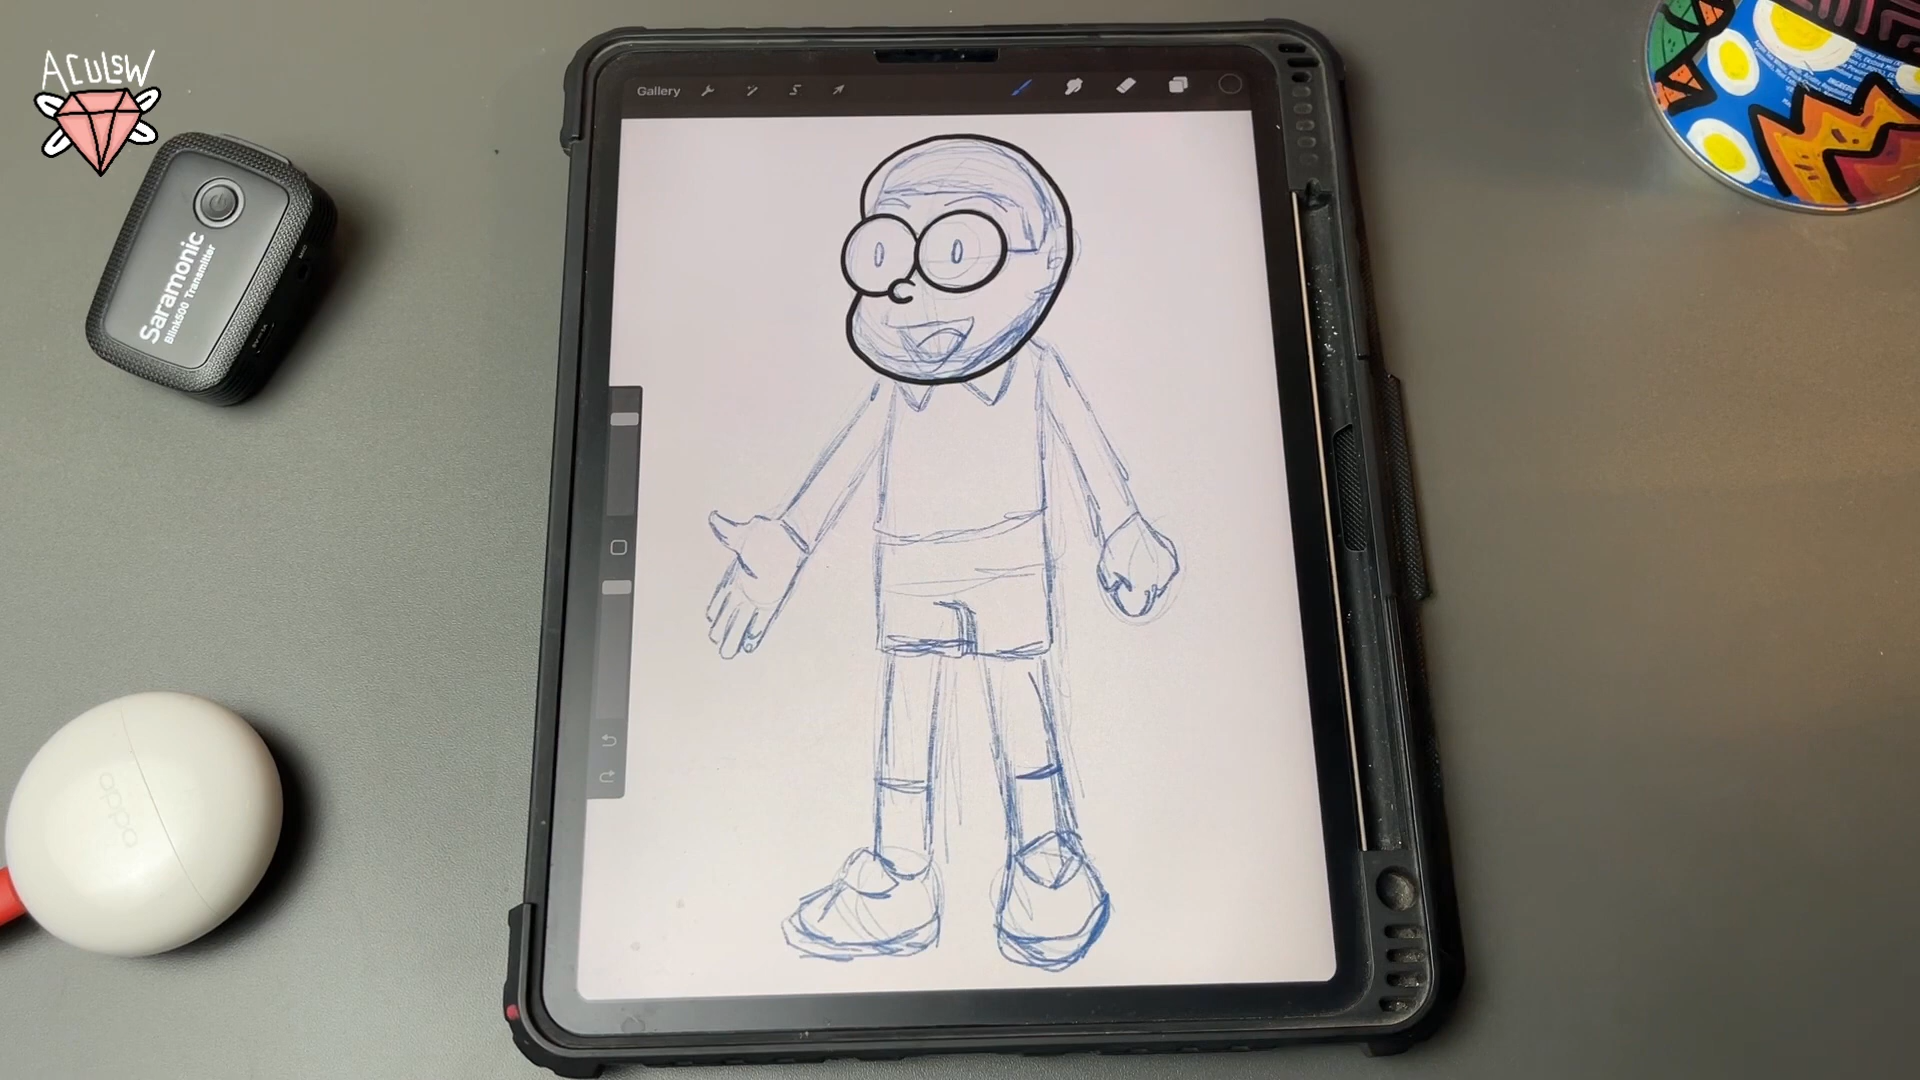 ACULSW
Gallery
Saramonic
Blink500 Transmitter
oppo